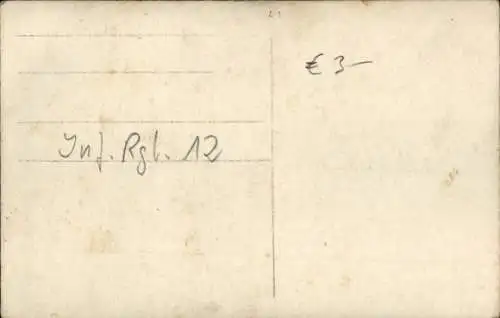 € 3-
Inf. Rgt. 12